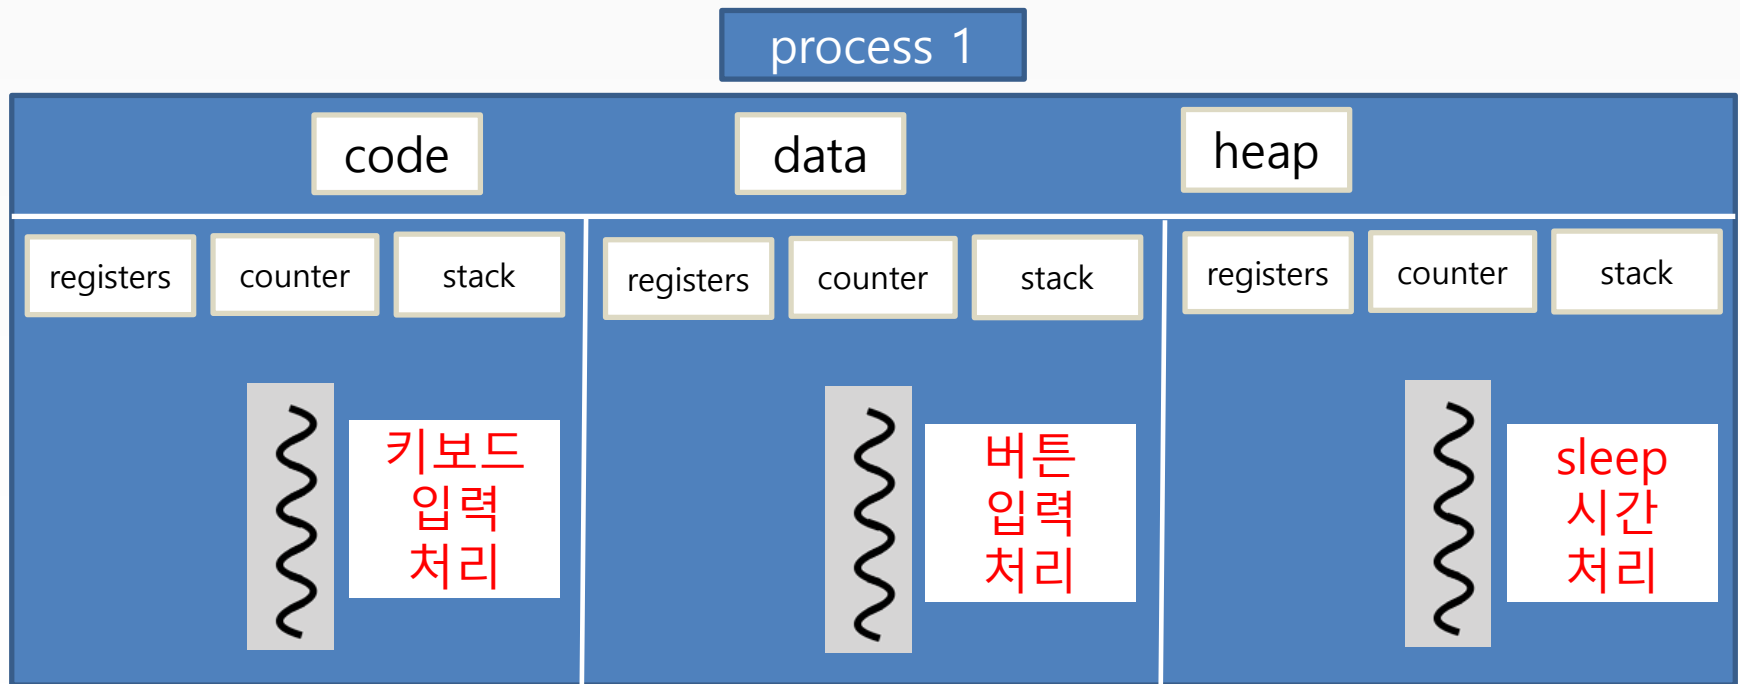 process 1
code
data
heap
registers
counter
stack
registers
counter
stack
registers
counter
stack
키보드
입력
처리
버튼
입력
처리
sleep
시간
처리